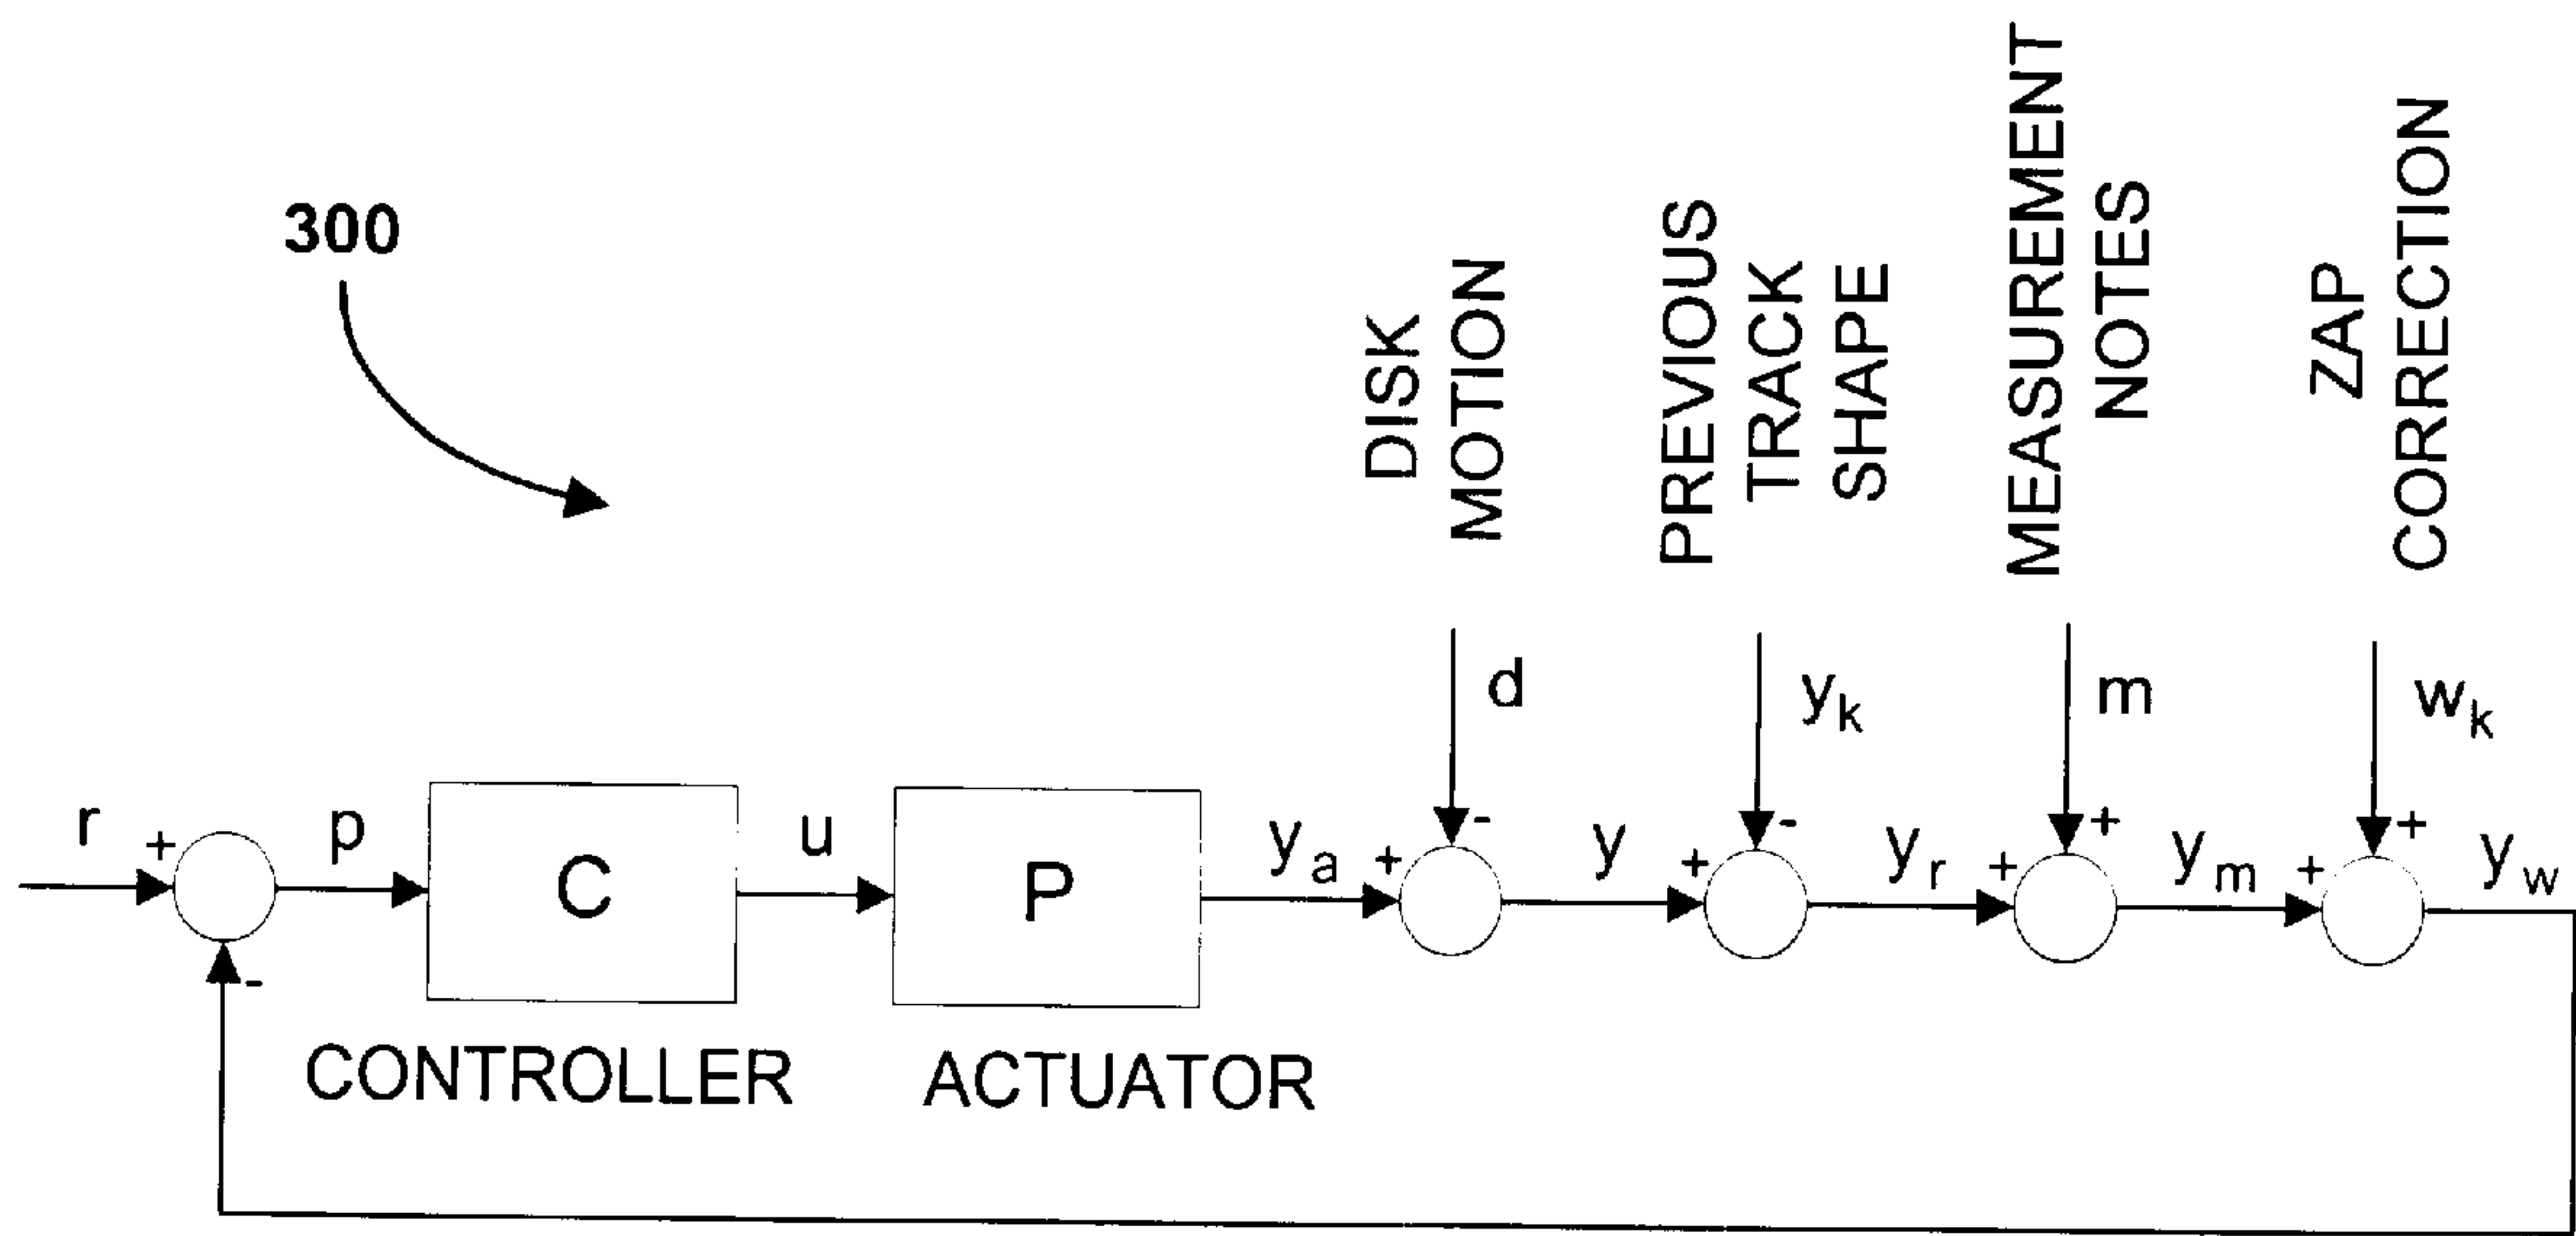 300
DISK
MOTION
PREVIOUS
TRACK
SHAPE
MEASUREMENT
NOTES
ZAP
CORRECTION
d
yk
m
wk
r
+
-
p
C
u
P
ya
+
-
y
+
-
yr
+
+
ym
+
+
yw
CONTROLLER
ACTUATOR